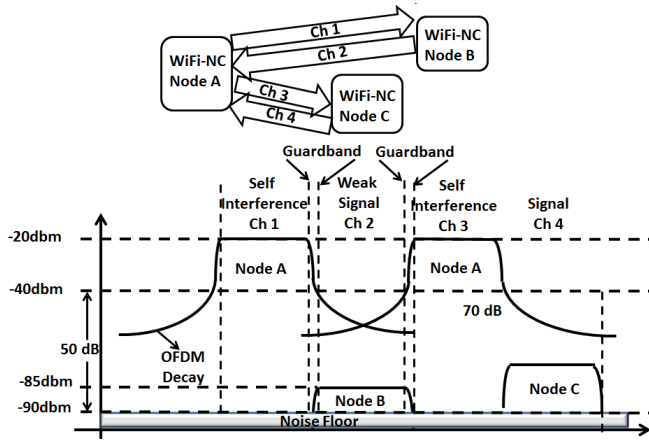 WiFi-NC
Node A
Ch 1
Ch 2
WiFi-NC
Node B
Ch 3
Ch 4
WiFi-NC
Node C
Guardband
Guardband
Self
Interference
Ch 1
Weak
Signal
Ch 2
Self
Interference
Ch 3
Signal
Ch 4
-20dbm
Node A
Node A
-40dbm
70 dB
50 dB
OFDM
Decay
-85dbm
Node B
Node C
-90dbm
Noise Floor